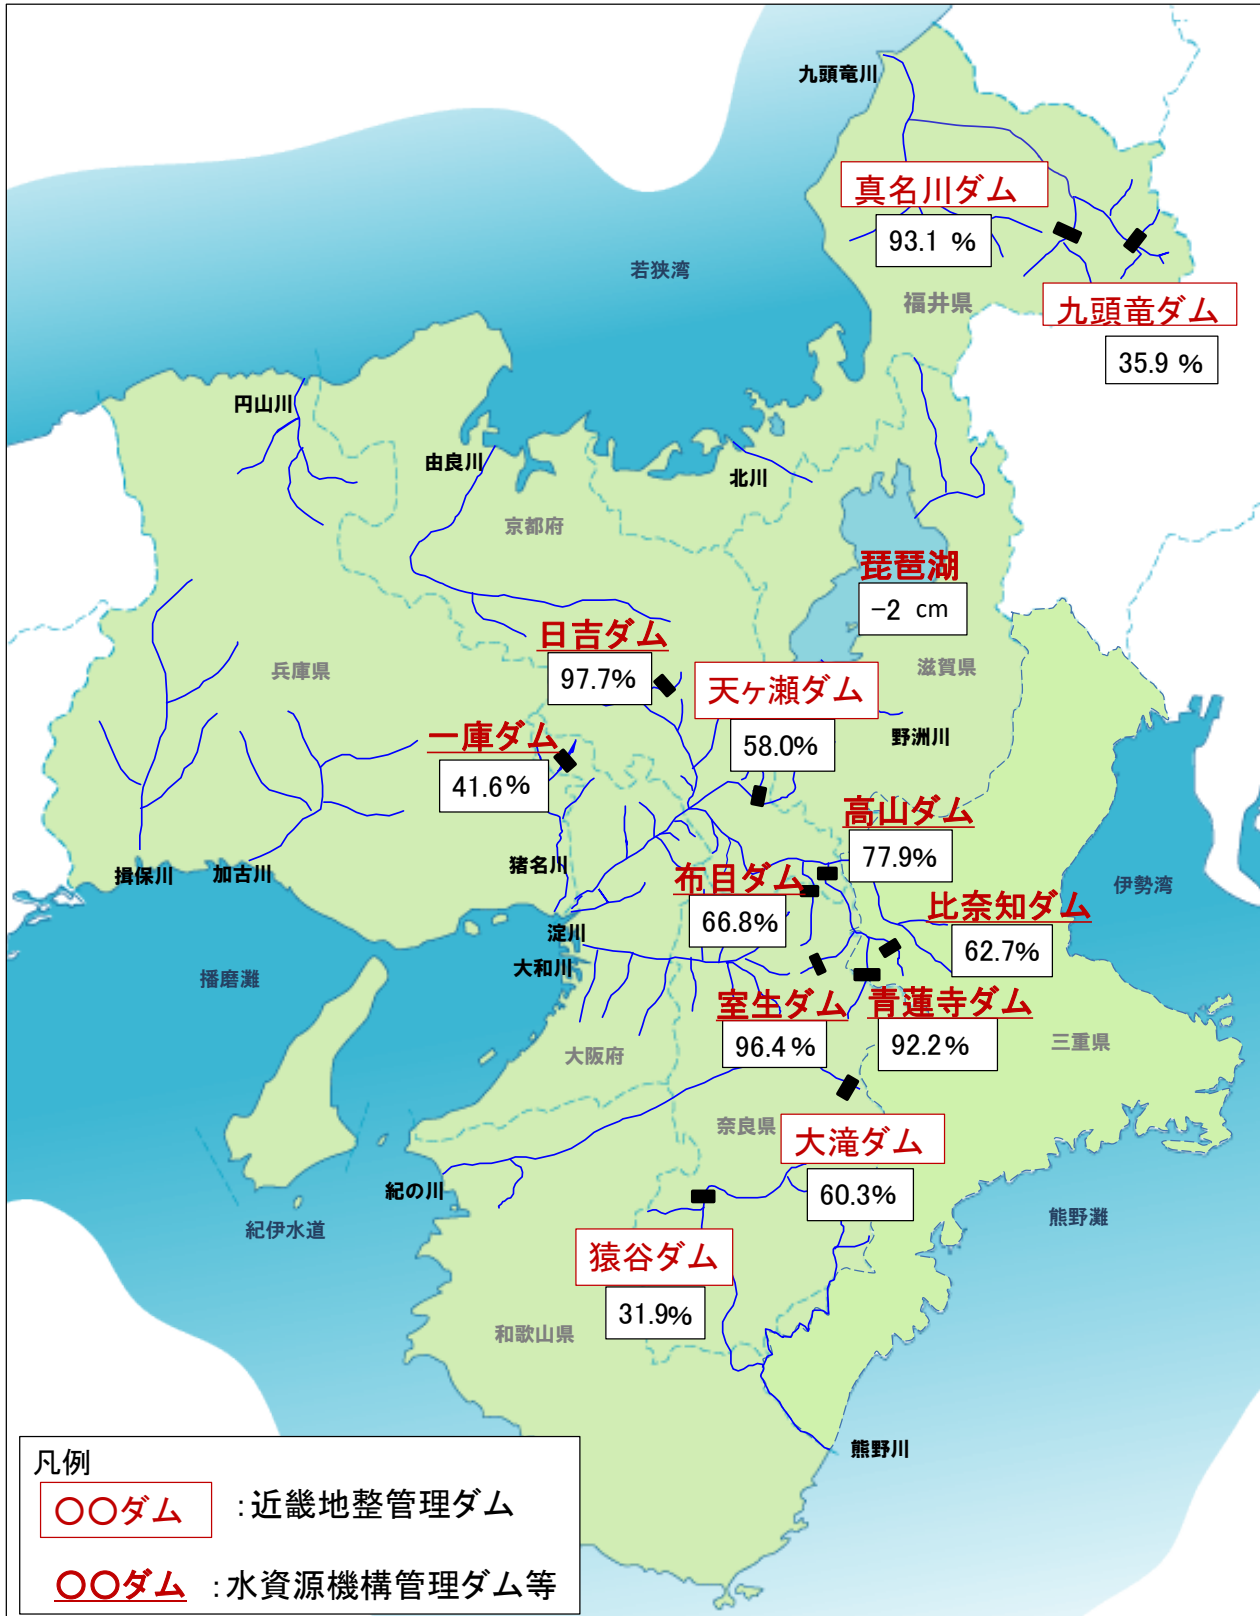 九頭竜川
真名川ダム
93.1 %
若狭湾
福井県
九頭竜ダム
35.9 %
円山川
由良川
北川
京都府
琵琶湖
-2 cm
日吉ダム
97.7%
兵庫県
滋賀県
天ヶ瀬ダム
58.0%
野洲川
一庫ダム
41.6%
高山ダム
77.9%
揖保川
加古川
猪名川
布目ダム
66.8%
伊勢湾
比奈知ダム
62.7%
淀川
大和川
播磨灘
室生ダム
96.4%
青蓮寺ダム
92.2%
大阪府
三重県
奈良県
大滝ダム
60.3%
紀の川
紀伊水道
熊野灘
猿谷ダム
31.9%
和歌山県
熊野川
凡例
〇〇ダム :近畿地整管理ダム
〇〇ダム :水資源機構管理ダム等